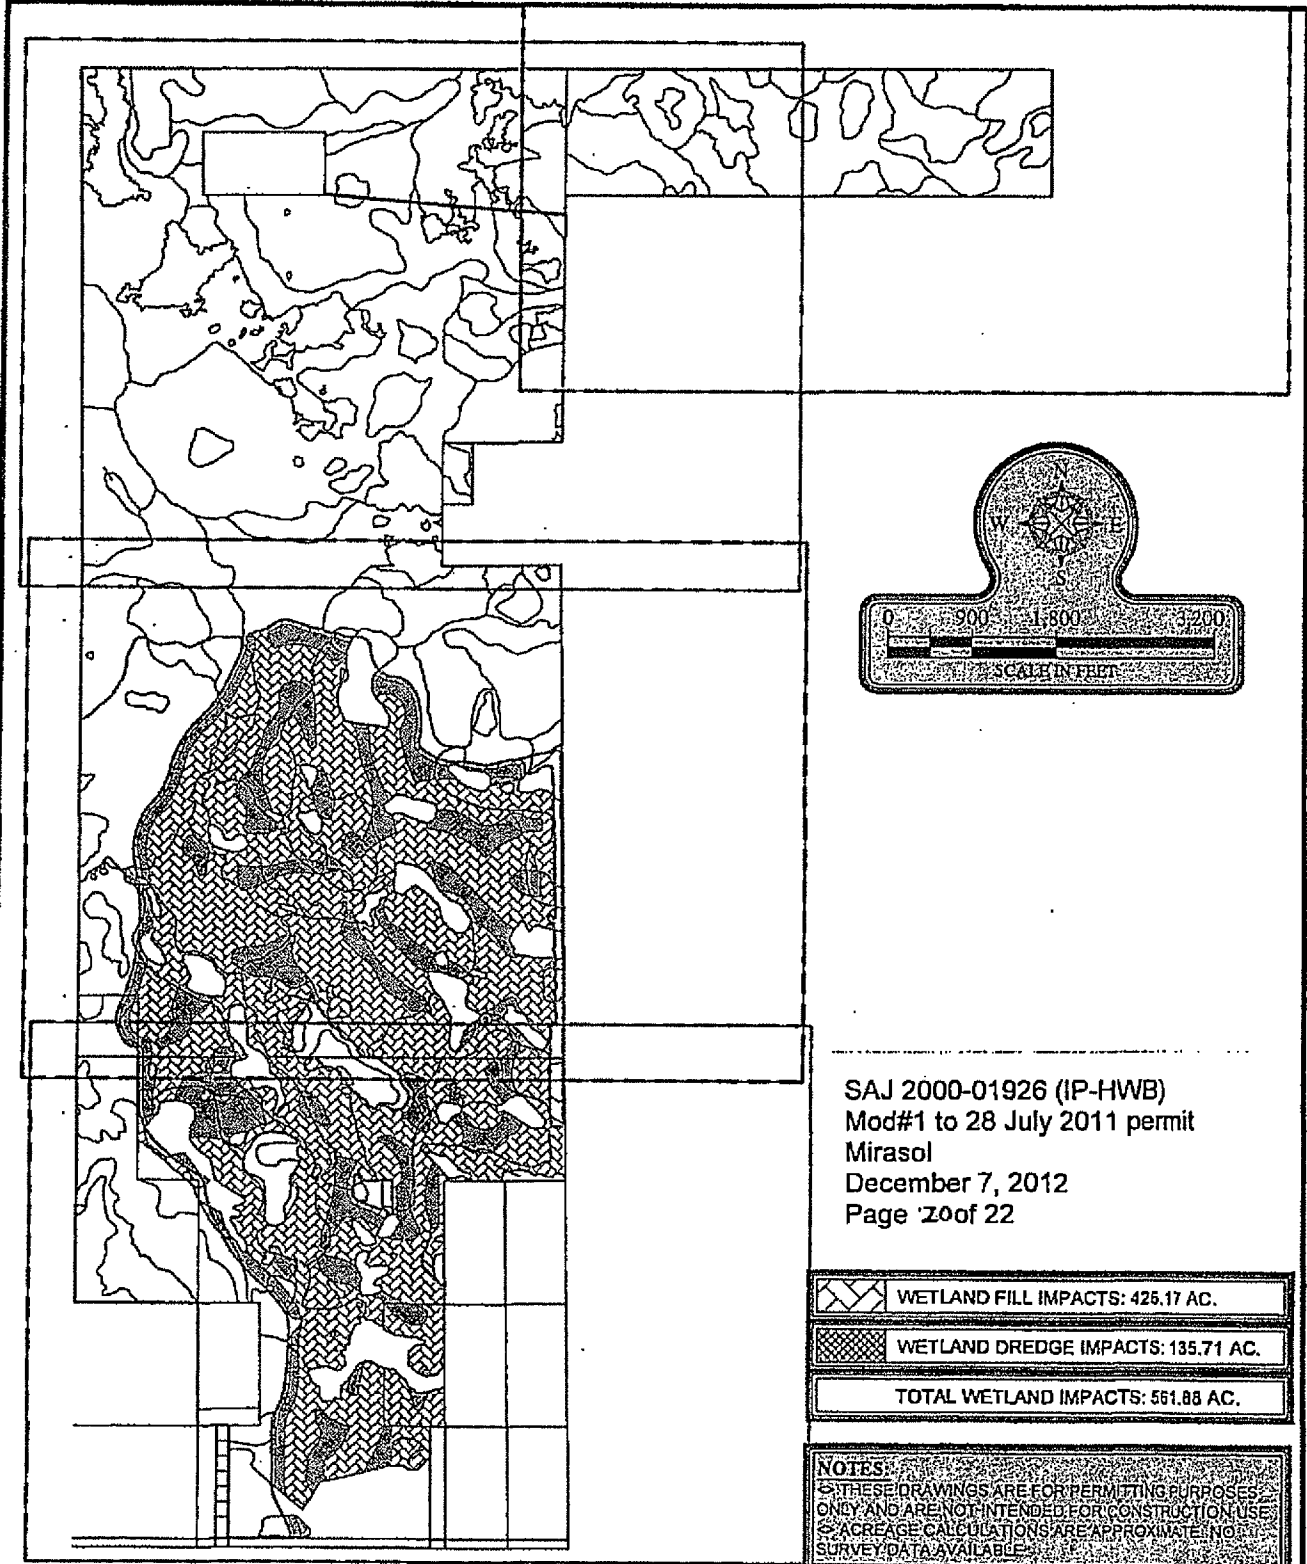 N
W E
S
0 900 1,800 3,200
SCALE IN FEET
SAJ 2000-01926 (IP-HWB)
Mod#1 to 28 July 2011 permit
Mirasol
December 7, 2012
Page 20of 22
WETLAND FILL IMPACTS: 426.17 AC.
WETLAND DREDGE IMPACTS: 135.71 AC.
TOTAL WETLAND IMPACTS: 561.88 AC.
NOTES:
THESE DRAWINGS ARE FOR PERMITTING PURPOSES
ONLY AND ARE NOT INTENDED FOR CONSTRUCTION USE
ACREAGE CALCULATIONS ARE APPROXIMATE. NO
SURVEY DATA AVAILABLE